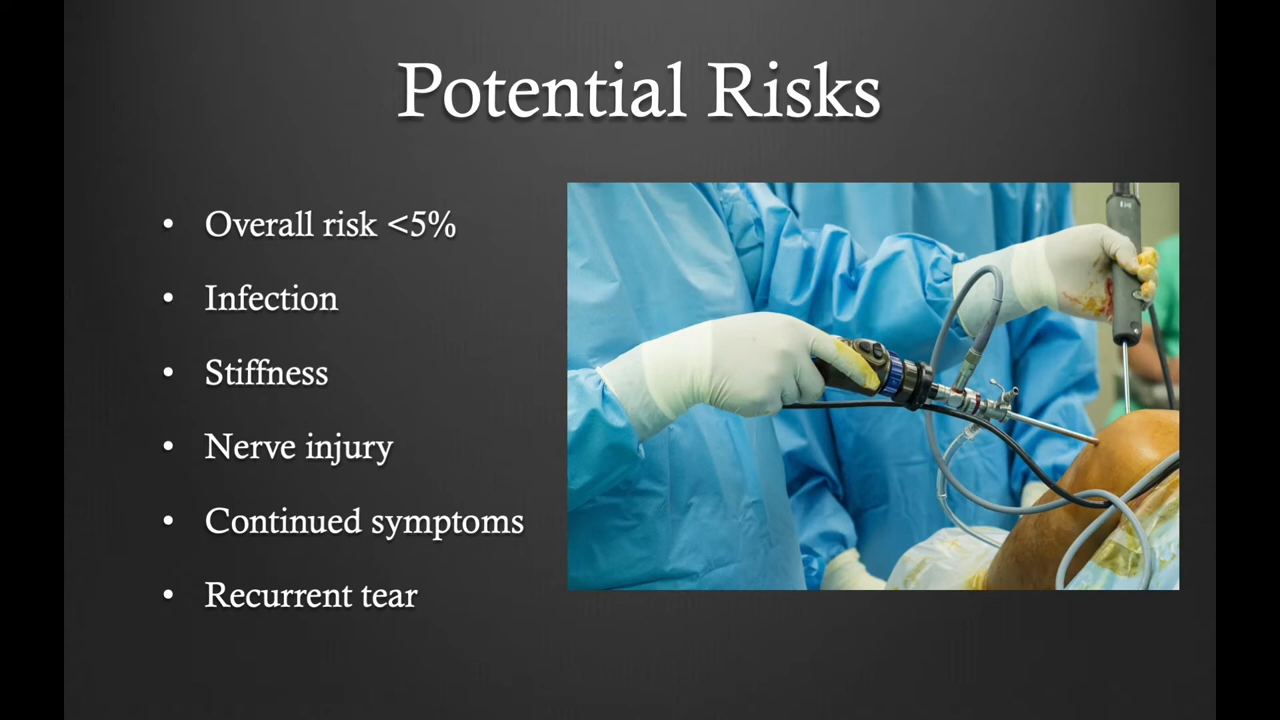 Potential Risks
• Overall risk <5%
• Infection
• Stiffness
• Nerve injury
• Continued symptoms
• Recurrent tear